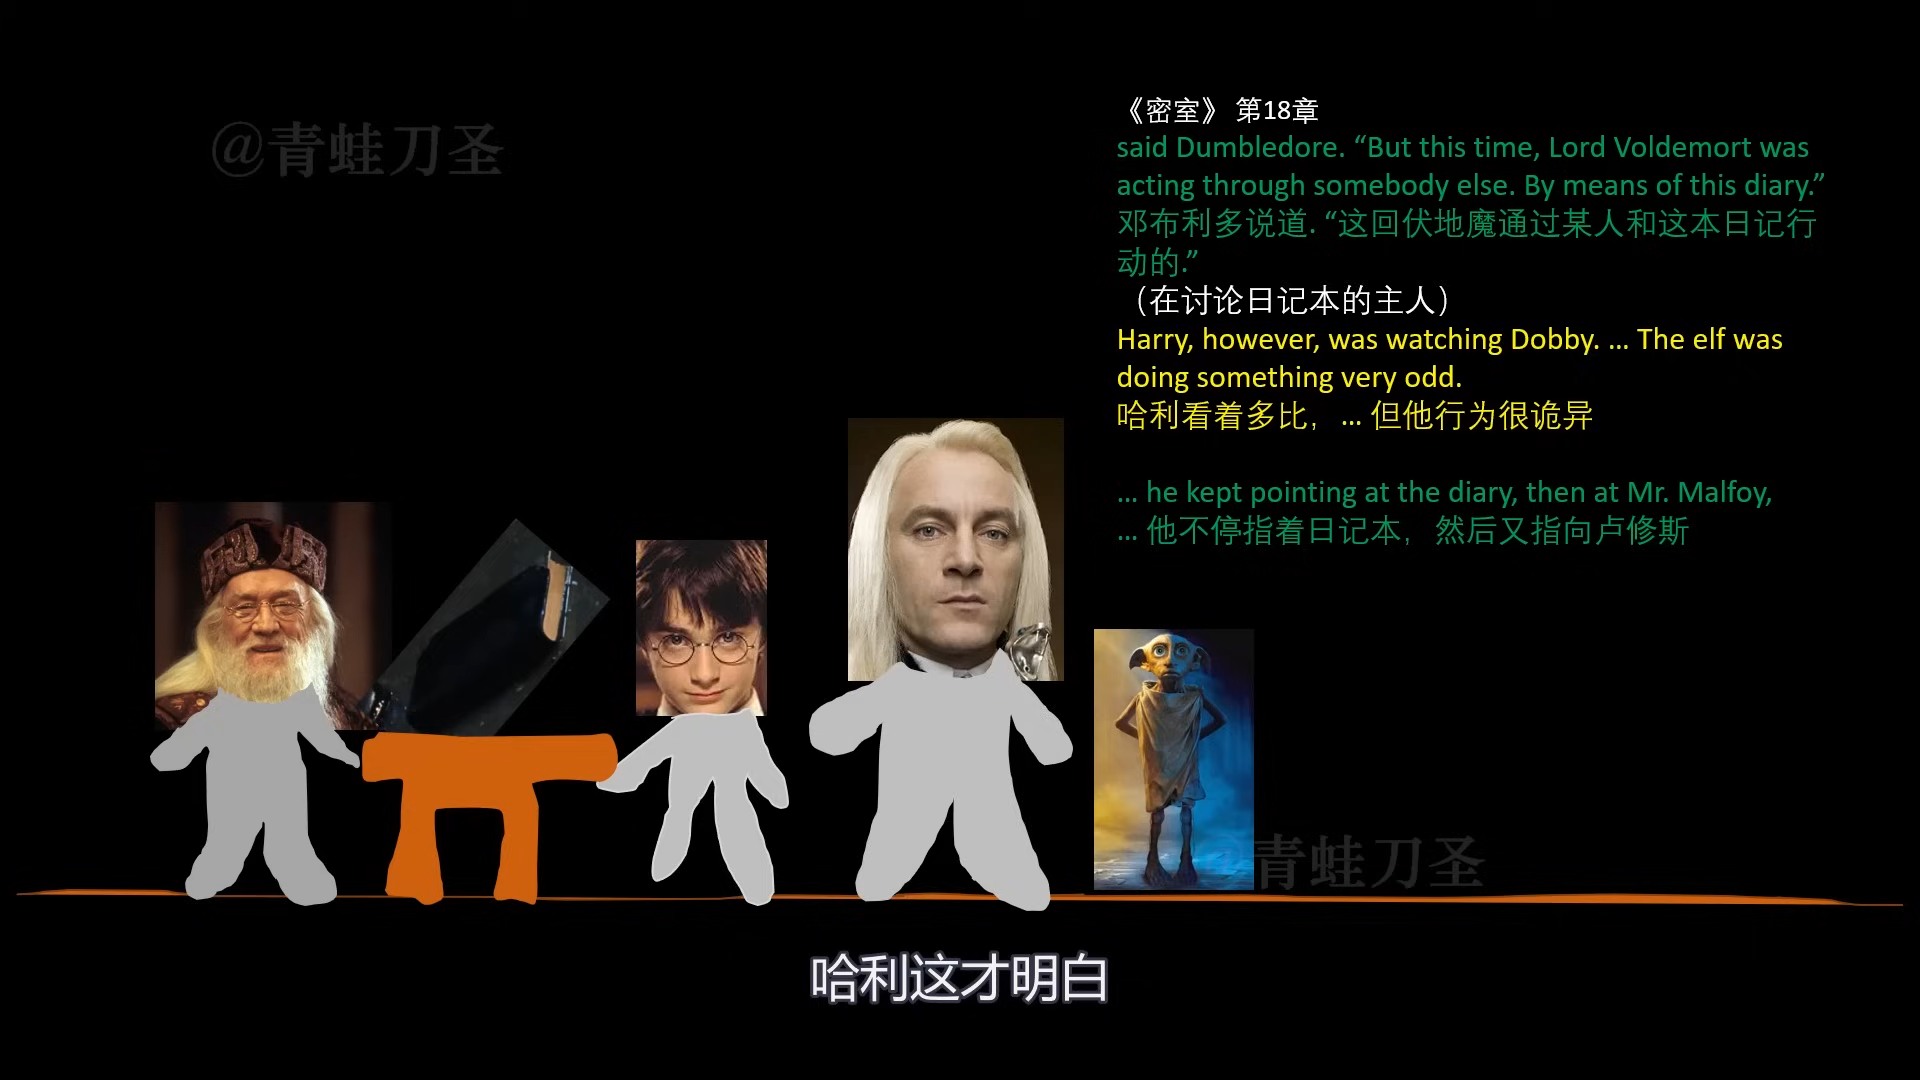 @青蛙刀圣
《密室》 第18章
said Dumbledore. “But this time, Lord Voldemort was
acting through somebody else. By means of this diary.”
邓布利多说道. “这回伏地魔通过某人和这本日记行
动的.”
（在讨论日记本的主人）
Harry, however, was watching Dobby. ... The elf was
doing something very odd.
哈利看着多比，... 但他行为很诡异
... he kept pointing at the diary, then at Mr. Malfoy,
... 他不停指着日记本，然后又指向卢修斯
@青蛙刀圣
哈利这才明白